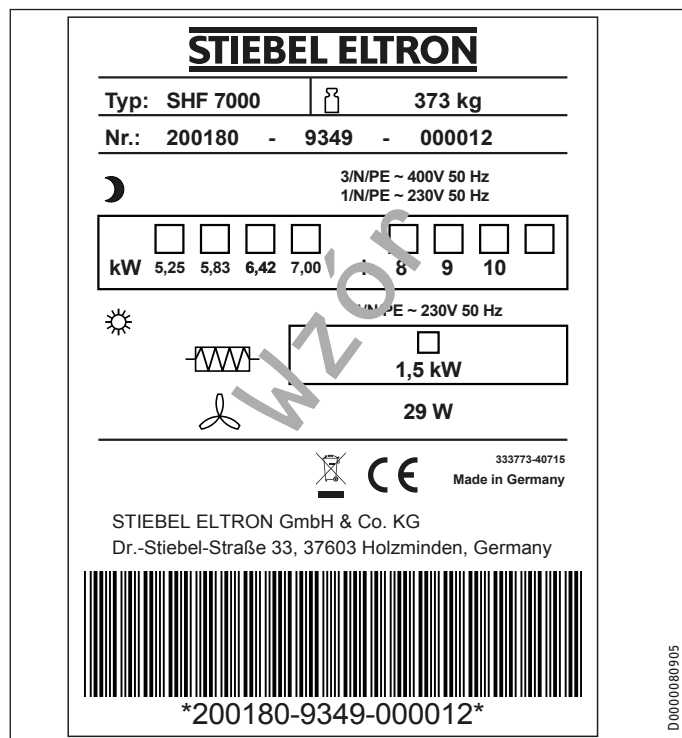 STIEBEL ELTRON
Typ: SHF 7000 373 kg
Nr.: 200180 - 9349 - 000012
3/N/PE ~ 400V 50 Hz
1/N/PE ~ 230V 50 Hz
kW 5,25 5,83 6,42 7,00 8 9 10
/N/PE ~ 230V 50 Hz
1,5 kW
29 W
Wzór
333773-40715
CE Made in Germany
STIEBEL ELTRON GmbH & Co. KG
Dr.-Stiebel-Straße 33, 37603 Holzminden, Germany
*200180-9349-000012*
D0000080905